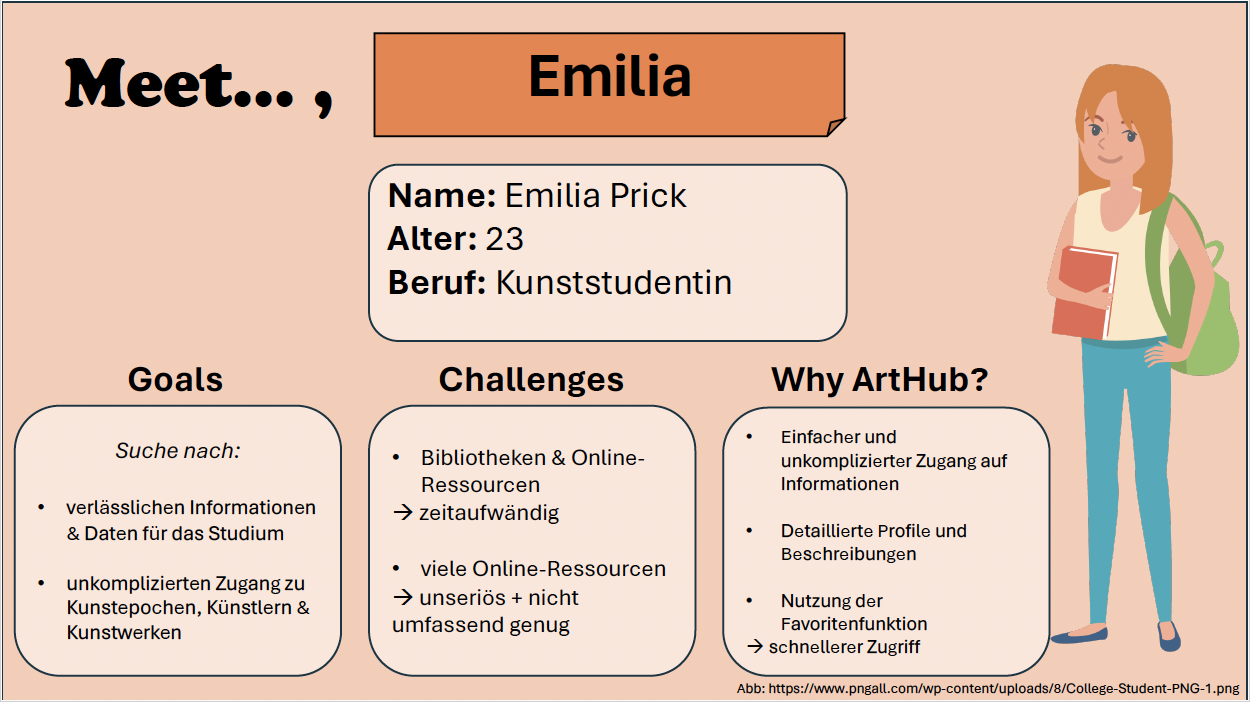 Meet... ,
Emilia
Name: Emilia Prick
Alter: 23
Beruf: Kunststudentin
Goals
Suche nach:
• verlässlichen Informationen
& Daten für das Studium
• unkomplizierten Zugang zu
Kunstepochen, Künstlern &
Kunstwerken
Challenges
• Bibliotheken & Online-
Ressourcen
→ zeitaufwändig
• viele Online-Ressourcen
→ unseriös + nicht
umfassend genug
Why ArtHub?
• Einfacher und
unkomplizierter Zugang auf
Informationen
• Detaillierte Profile und
Beschreibungen
• Nutzung der
Favoritenfunktion
→ schnellerer Zugriff
Abb: https://www.pngall.com/wp-content/uploads/8/College-Student-PNG-1.png